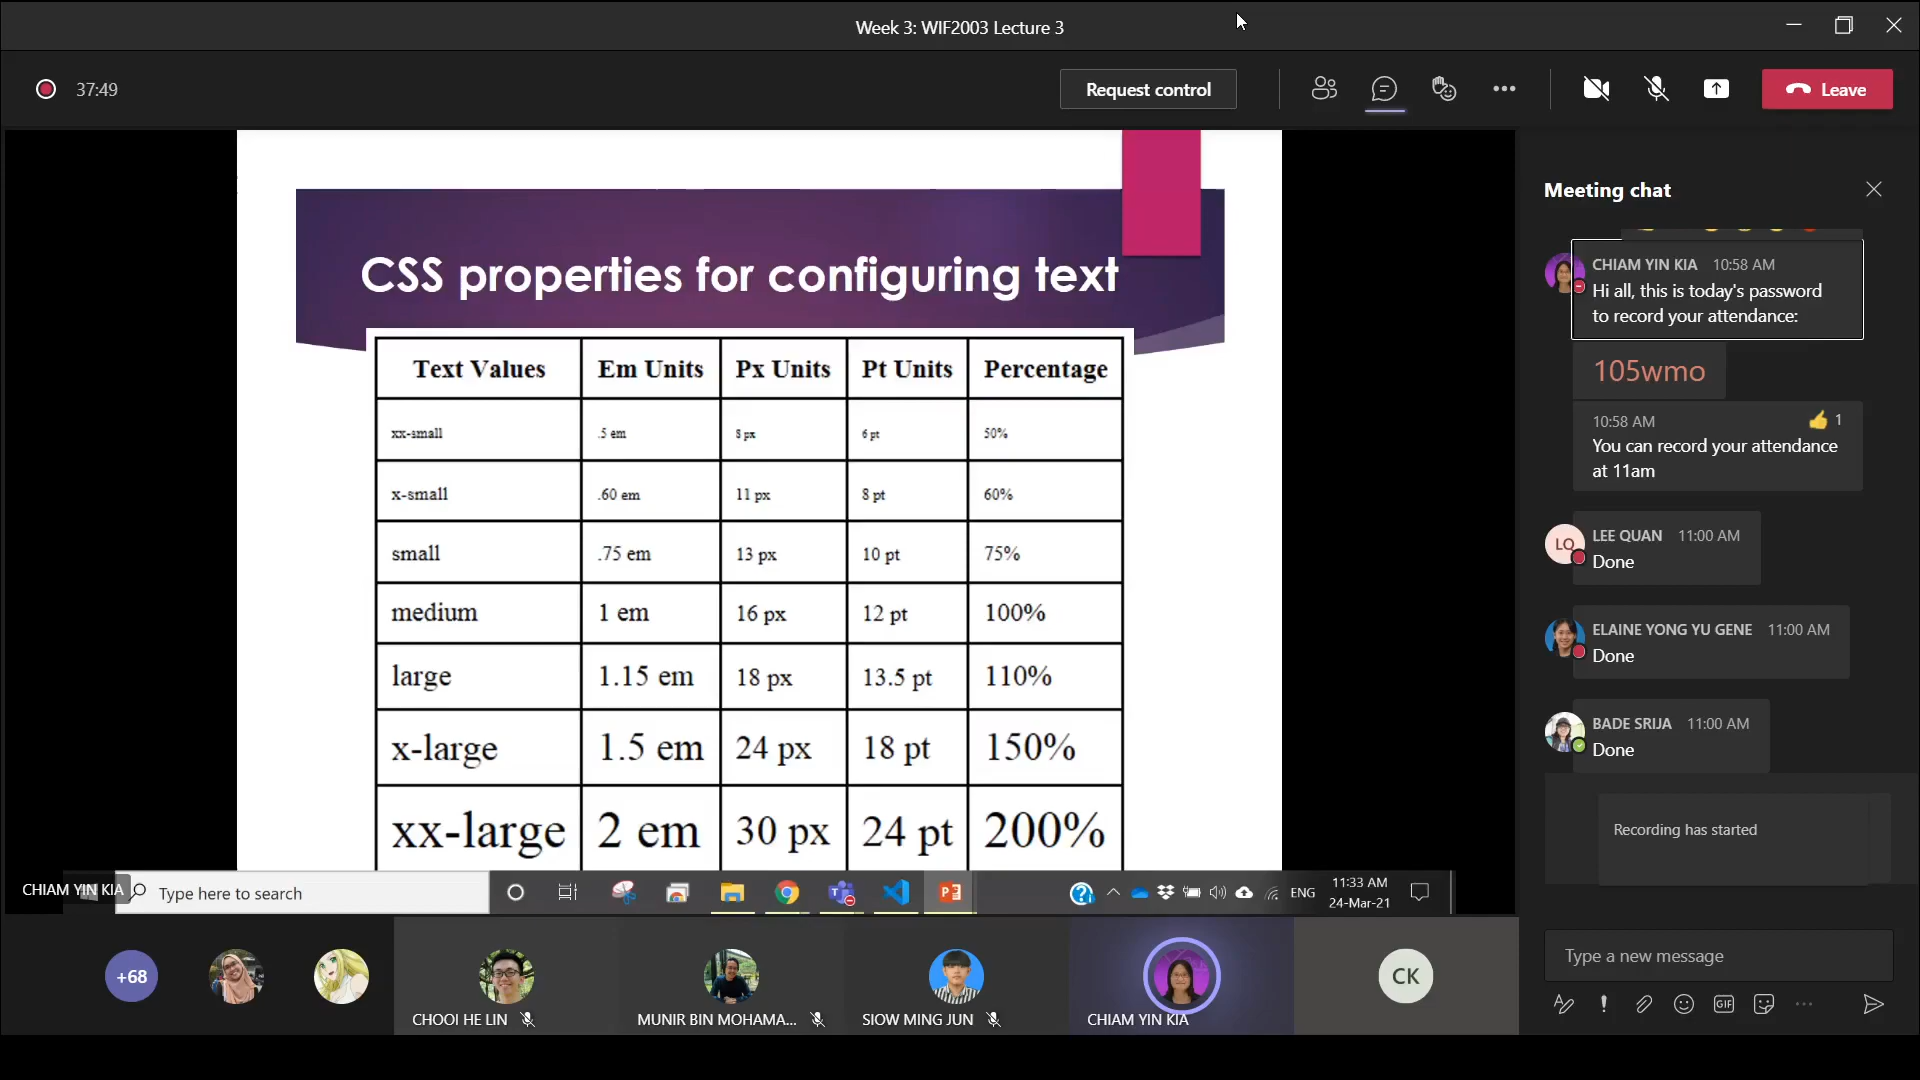 Week 3: WIF2003 Lecture 3
37:49
Request control
Leave
CSS properties for configuring text
Text Values Em Units Px Units Pt Units Percentage
xx-small .5 em 8 px 6 pt 50%
x-small .60 em 11 px 8 pt 60%
small .75 em 13 px 10 pt 75%
medium 1 em 16 px 12 pt 100%
large 1.15 em 18 px 13.5 pt 110%
x-large 1.5 em 24 px 18 pt 150%
xx-large 2 em 30 px 24 pt 200%
CHIAM YIN KIA
Type here to search
ENG
11:33 AM
24-Mar-21
+68
CHOOI HE LIN
MUNIR BIN MOHAMA...
SIOW MING JUN
CHIAM YIN KIA
CK
Meeting chat
CHIAM YIN KIA 10:58 AM
Hi all, this is today's password
to record your attendance:
105wmo
10:58 AM 1
You can record your attendance
at 11am
LQ
LEE QUAN 11:00 AM
Done
ELAINE YONG YU GENE 11:00 AM
Done
BADE SRIJA 11:00 AM
Done
Recording has started
Type a new message
GIF